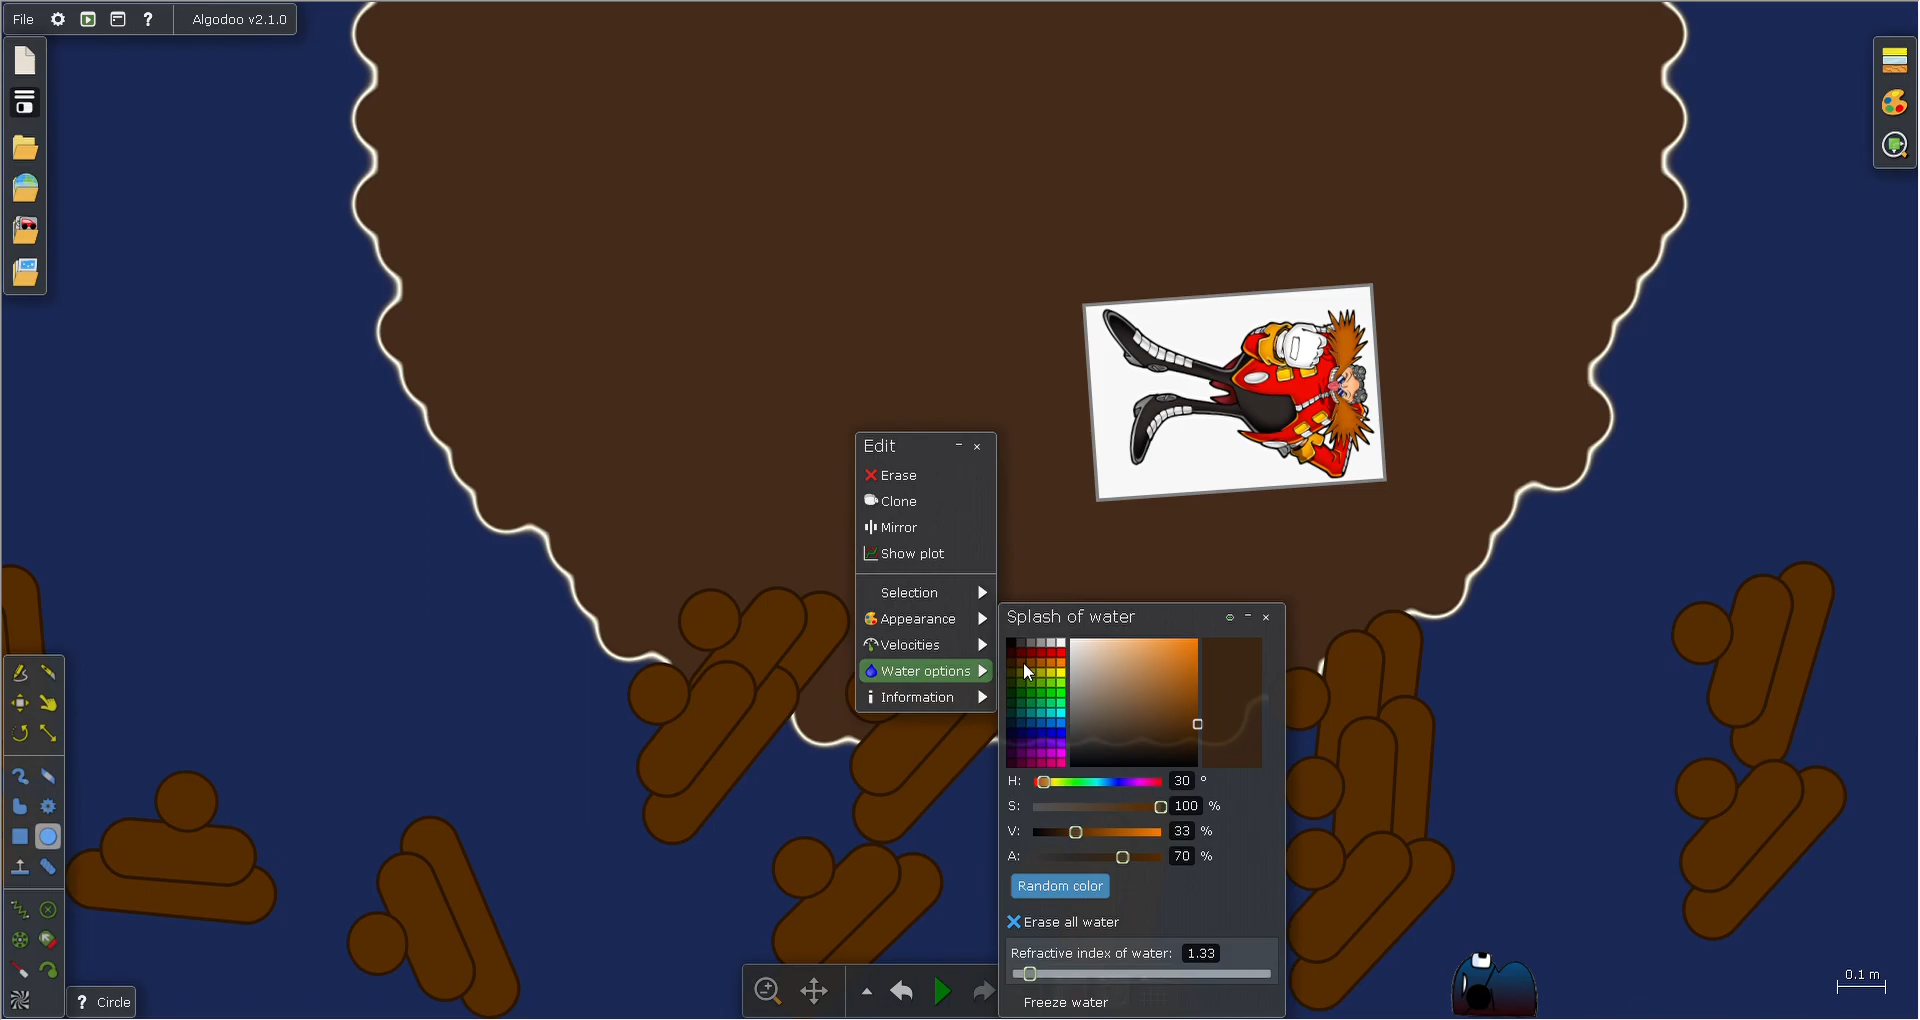 File
Algodoo v2.1.0
Edit
Erase
Clone
Mirror
Show plot
Selection
Appearance
Velocities
Water options
Information
Splash of water
H: 30 °
S: 100 %
V: 33 %
A: 70 %
Random color
Erase all water
Refractive index of water: 1.33
Freeze water
? Circle
0.1 m